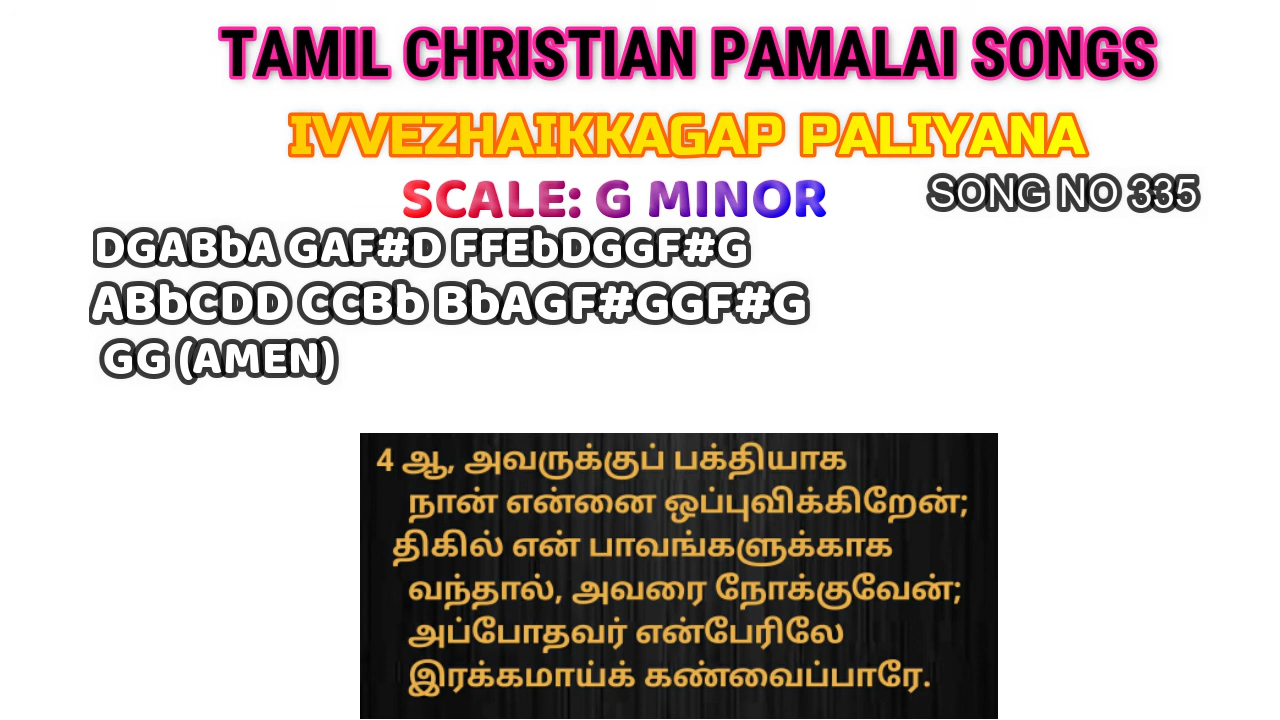 TAMIL CHRISTIAN PAMALAI SONGS
IVVEZHAIKKAGAP PALIYANA
SCALE: G MINOR
SONG NO 335
DGABbA GAF#D FFEbDGGF#G
ABbCDD CCBb BbAGF#GGF#G
GG (AMEN)
4 ஆ, அவருக்குப் பக்தியாக
நான் என்னை ஒப்புவிக்கிறேன்;
திகில் என் பாவங்களுக்காக
வந்தால், அவரை நோக்குவேன்;
அப்போதவர் என்பேரிலே
இரக்கமாய்க் கண்வைப்பாரே.